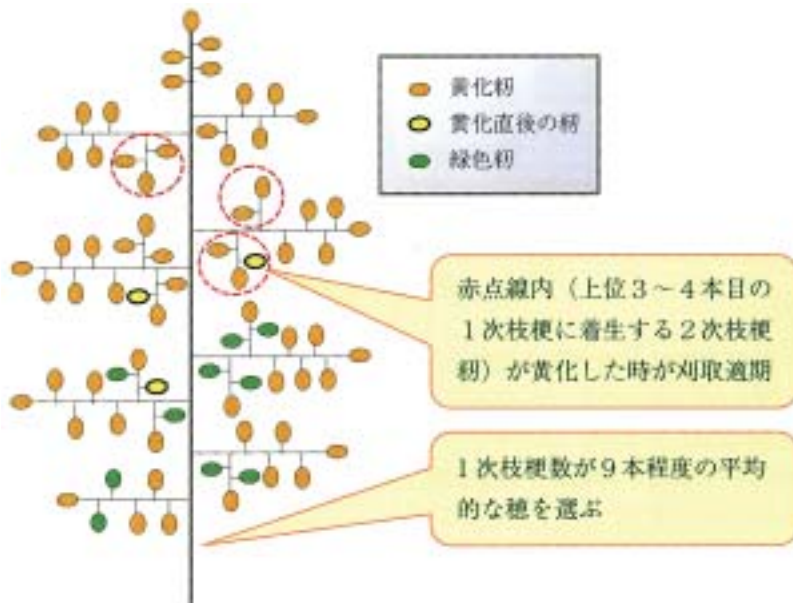 黄化籾
黄化直後の籾
緑色籾
赤点線内（上位３～４本目の
１次枝梗に着生する２次枝梗
籾）が黄化した時が刈取適期
１次枝梗数が９本程度の平均
的な穂を選ぶ